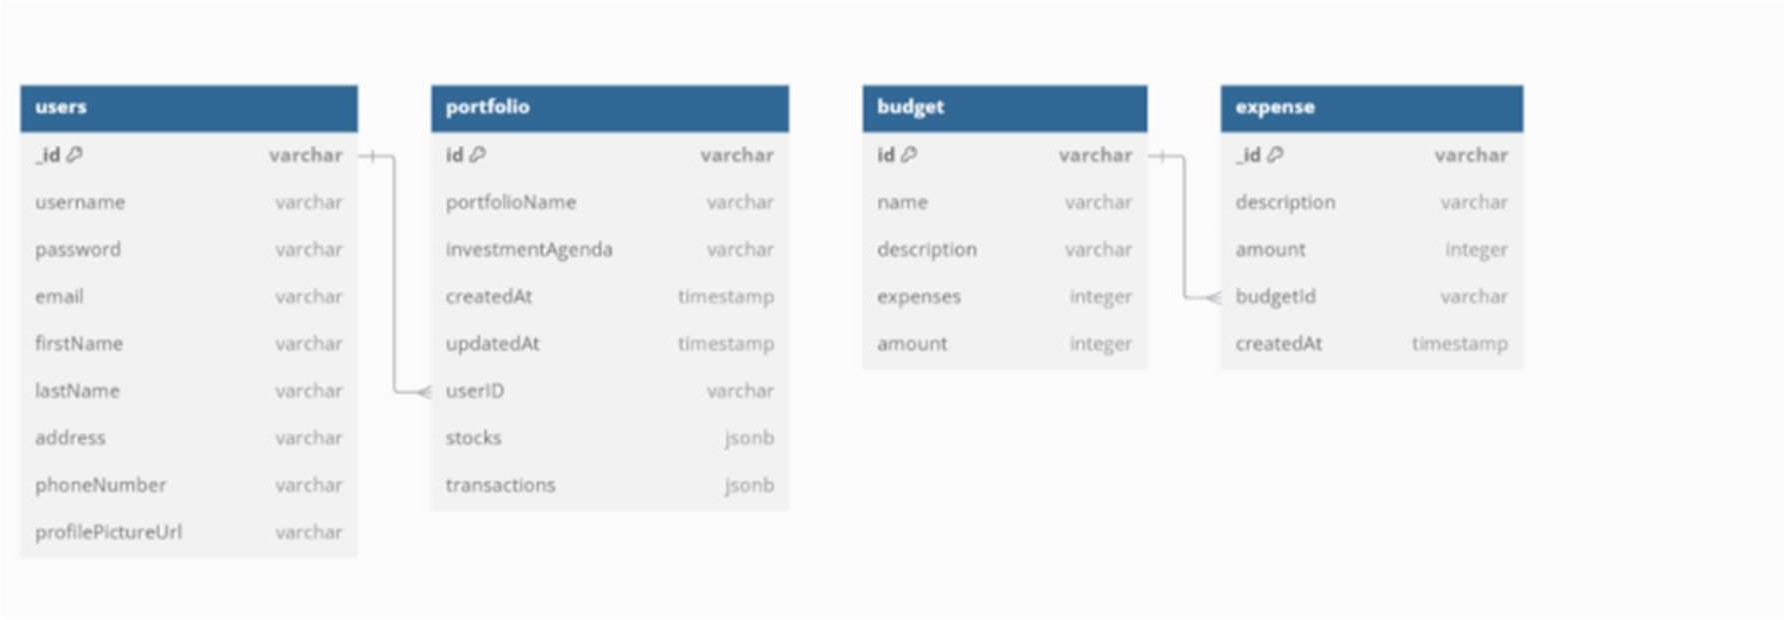 users
_id varchar
username varchar
password varchar
email varchar
firstName varchar
lastName varchar
address varchar
phoneNumber varchar
profilePictureUrl varchar
portfolio
id varchar
portfolioName varchar
investmentAgenda varchar
createdAt timestamp
updatedAt timestamp
userID varchar
stocks jsonb
transactions jsonb
budget
id varchar
name varchar
description varchar
expenses integer
amount integer
expense
_id varchar
description varchar
amount integer
budgetId varchar
createdAt timestamp